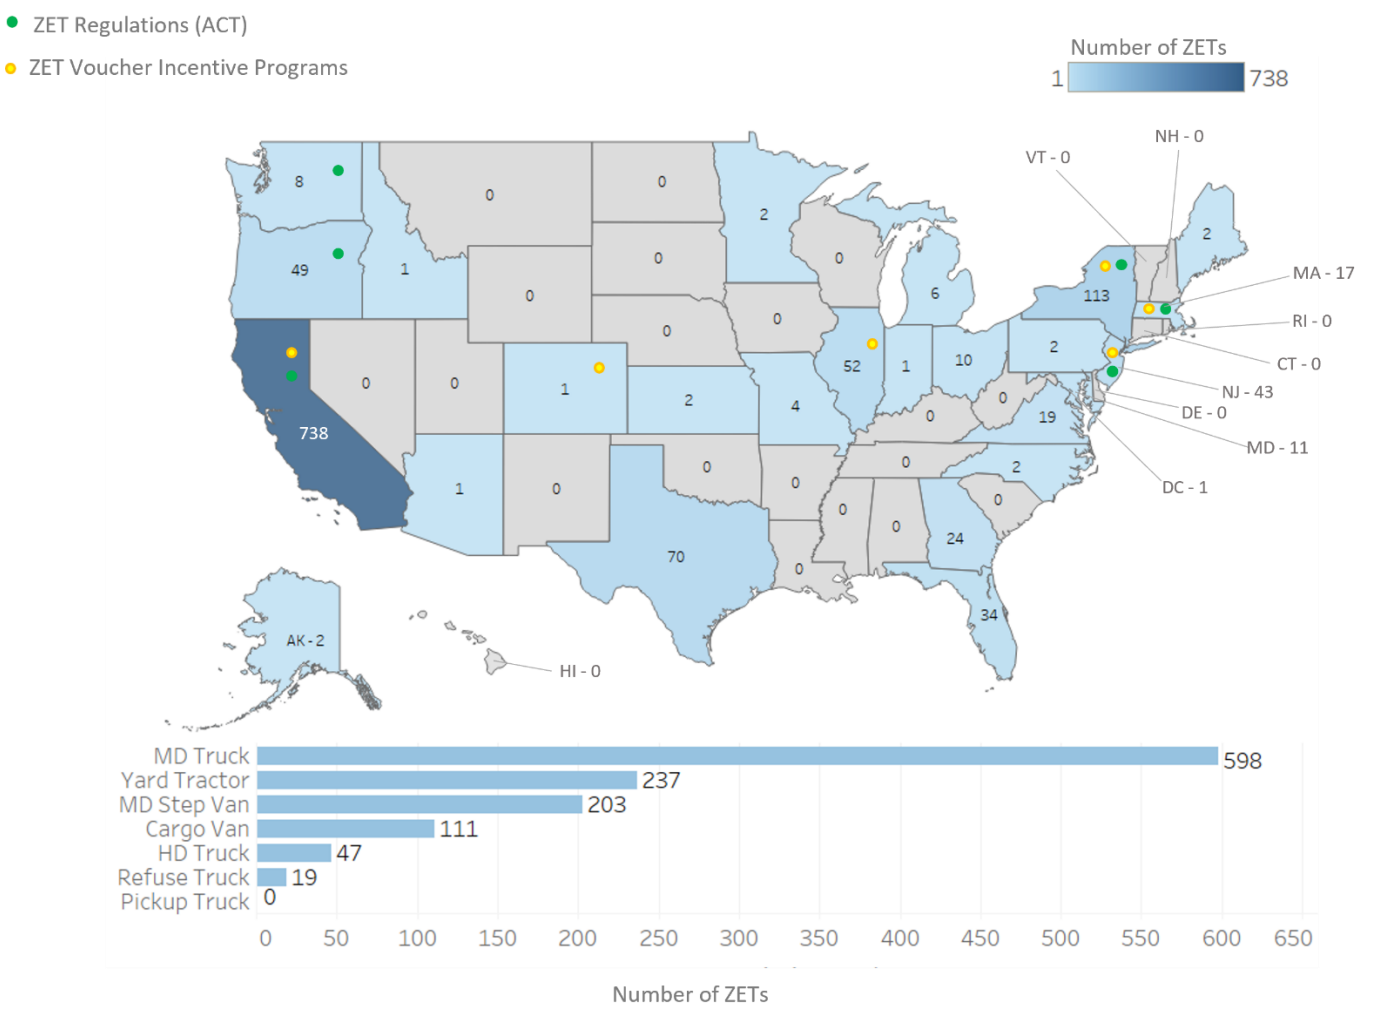 ZET Regulations (ACT)
ZET Voucher Incentive Programs
Number of ZETs
1 738
NH - 0
VT - 0
8
0
0
2
0
2
49
1
0
0
6
113
MA - 17
0
0
0
RI - 0
738
0
0
1
2
4
52
1
10
2
CT - 0
NJ - 43
DE - 0
0
0
19
MD - 11
DC - 1
1
0
0
0
0
2
0
0
0
24
70
0
34
AK - 2
HI - 0
MD Truck 598
Yard Tractor 237
MD Step Van 203
Cargo Van 111
HD Truck 47
Refuse Truck 19
Pickup Truck 0
0 50 100 150 200 250 300 350 400 450 500 550 600 650
Number of ZETs